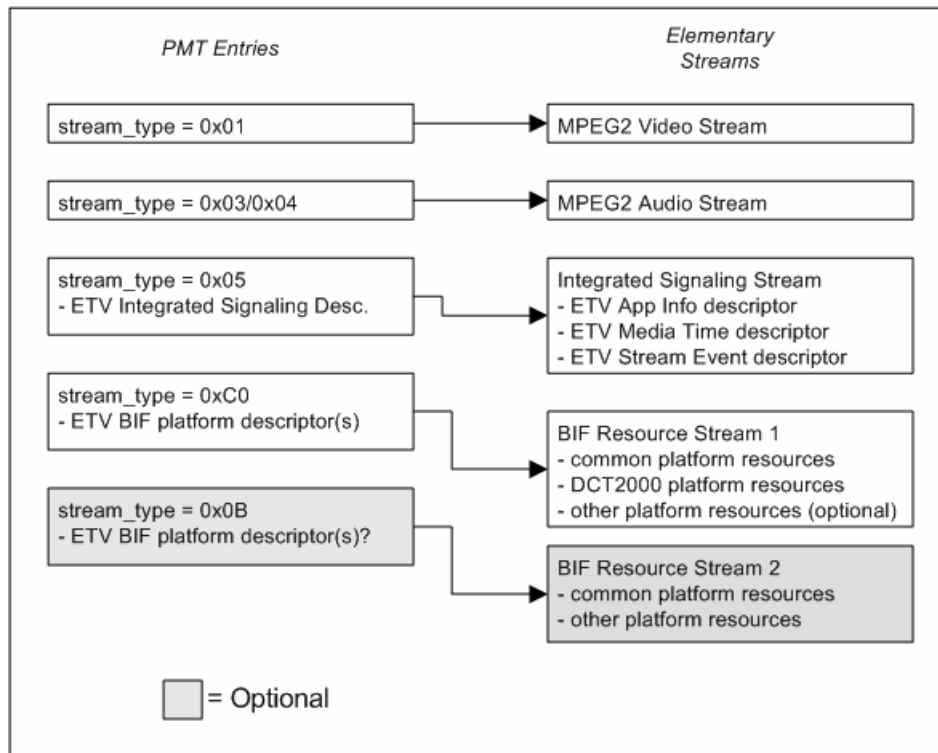 PMT Entries
Elementary
Streams
stream_type = 0x01
MPEG2 Video Stream
stream_type = 0x03/0x04
MPEG2 Audio Stream
stream_type = 0x05
- ETV Integrated Signaling Desc.
Integrated Signaling Stream
- ETV App Info descriptor
- ETV Media Time descriptor
- ETV Stream Event descriptor
stream_type = 0xC0
- ETV BIF platform descriptor(s)
BIF Resource Stream 1
- common platform resources
- DCT2000 platform resources
- other platform resources (optional)
stream_type = 0x0B
- ETV BIF platform descriptor(s)?
BIF Resource Stream 2
- common platform resources
- other platform resources
= Optional